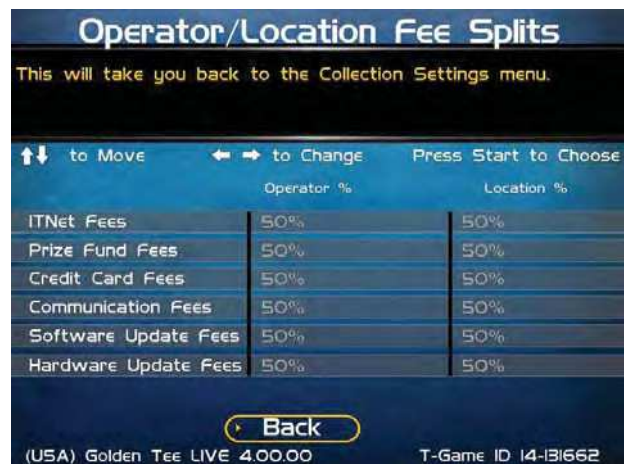 Operator/Location Fee Splits
This will take you back to the Collection Settings menu.
to Move to Change Press Start to Choose
Operator % Location %
ITNet Fees 50% 50%
Prize Fund Fees 50% 50%
Credit Card Fees 50% 50%
Communication Fees 50% 50%
Software Update Fees 50% 50%
Hardware Update Fees 50% 50%
Back
(USA) Golden Tee LIVE 4.00.00 T-Game ID 14-131662